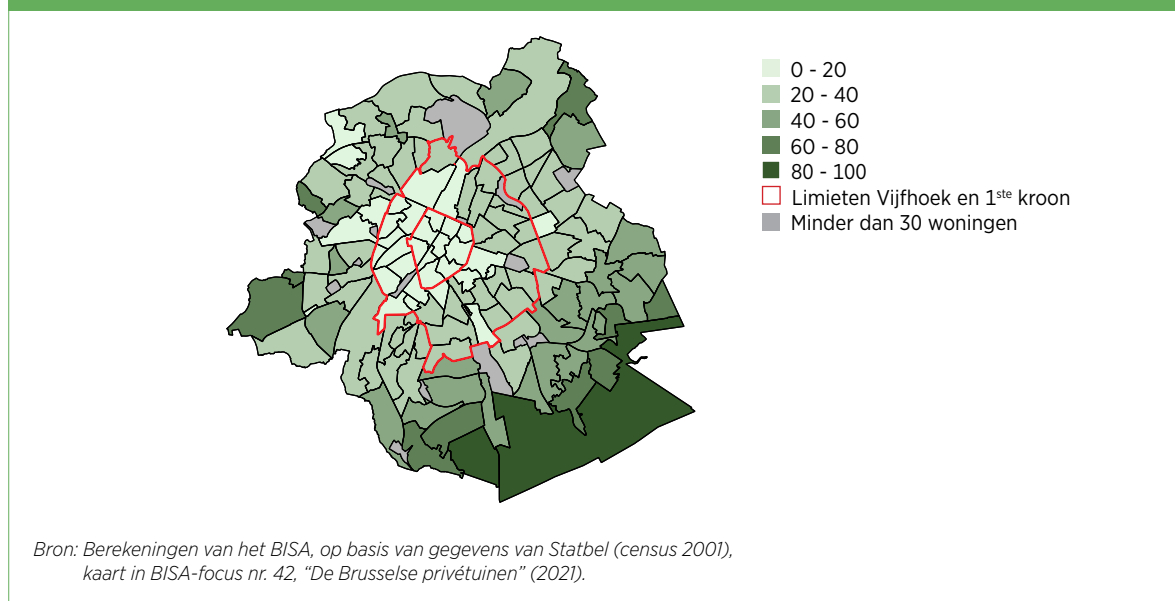 0 - 20
20 - 40
40 - 60
60 - 80
80 - 100
Limieten Vijfhoek en 1ste kroon
Minder dan 30 woningen
Bron: Berekeningen van het BISA, op basis van gegevens van Statbel (census 2001),
kaart in BISA-focus nr. 42, “De Brusselse privétuinen” (2021).